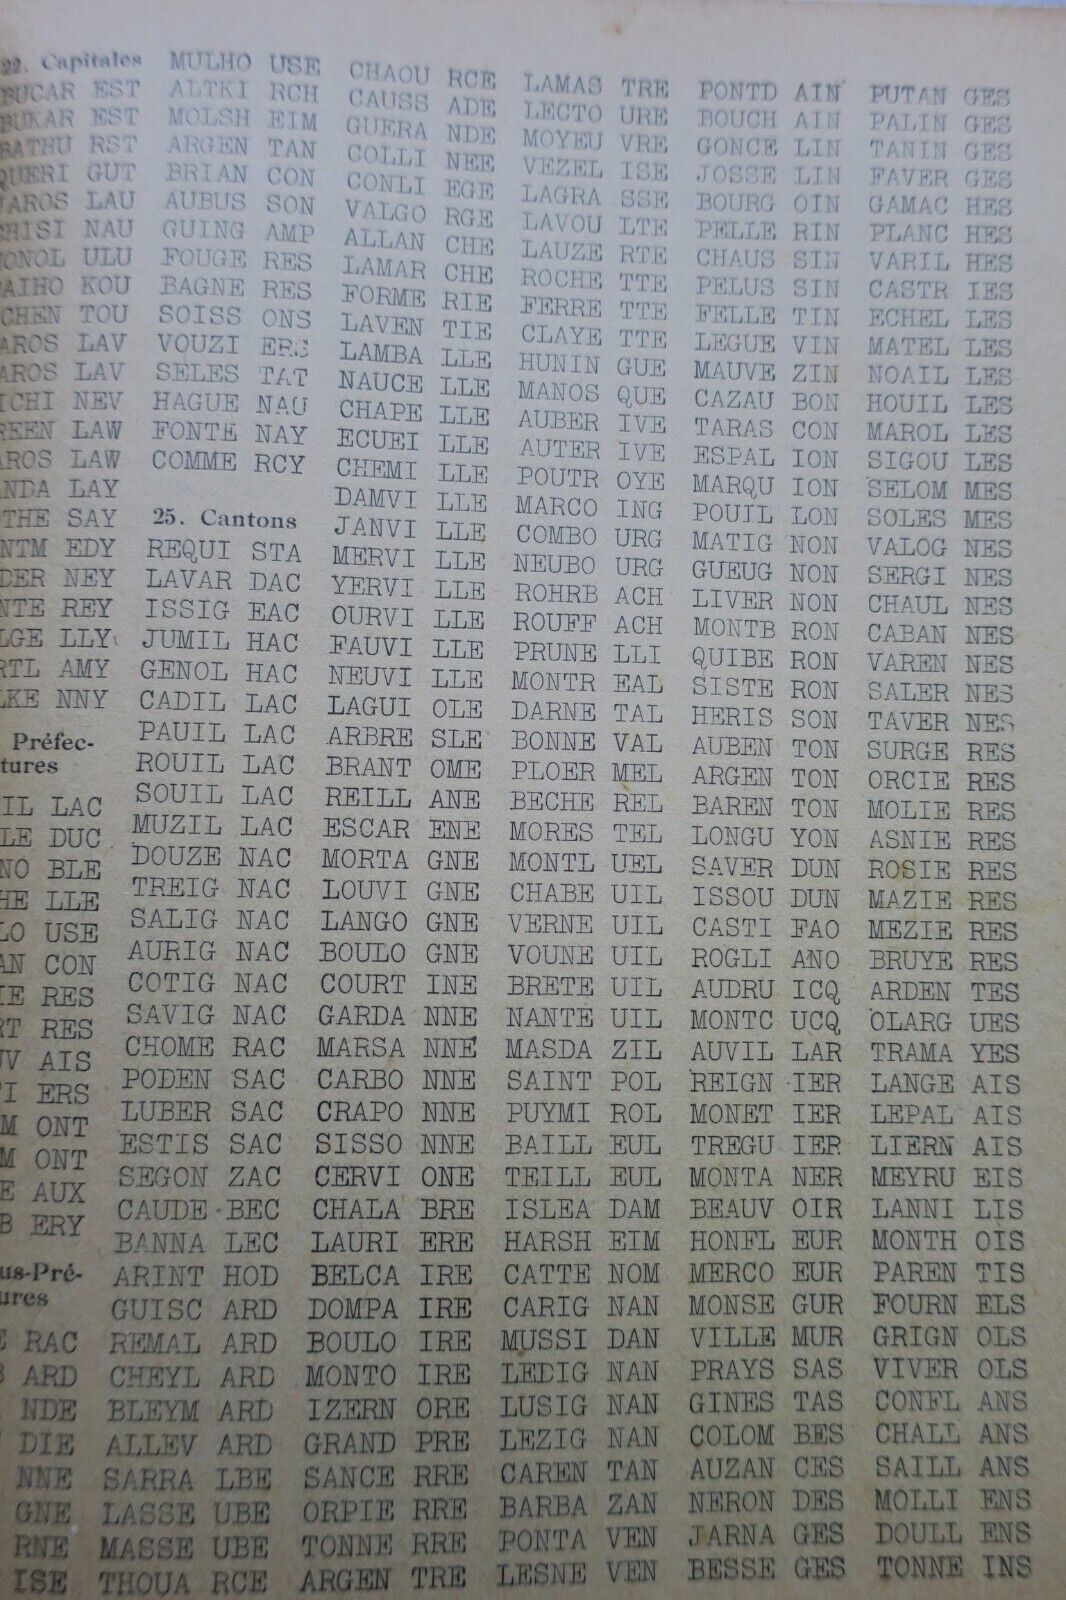 22. Capitales
BUCAR EST
BUKAR EST
BATHU RST
QUERI GUT
AROS LAU
HISI NAU
ONOL ULU
AIHO KOU
CHEN TOU
AROS LAV
AROS LAV
ICHI NEV
REEN LAW
AROS LAW
NDA LAY
THE SAY
NTM EDY
DER NEY
NTE REY
LGE LLY
RTL AMY
LKE NNY
Préfec-
tures
IL LAC
LE DUC
NO BLE
HE LLE
LO USE
AN CON
IE RES
RT RES
UV AIS
TI ERS
M ONT
M ONT
E AUX
B ERY
us-Pré-
ures
E RAC
B ARD
NDE
DIE
NNE
GNE
RNE
ISE
MULHO USE
ALTKI RCH
MOLSH EIM
ARGEN TAN
BRIAN CON
AUBUS SON
GUING AMP
FOUGE RES
BAGNE RES
SOISS ONS
VOUZI ERS
SELES TAT
HAGUE NAU
FONTE NAY
COMME RCY
25. Cantons
REQUI STA
LAVAR DAC
ISSIG EAC
JUMIL HAC
GENOL HAC
CADIL LAC
PAUIL LAC
ROUIL LAC
SOUIL LAC
MUZIL LAC
DOUZE NAC
TREIG NAC
SALIG NAC
AURIG NAC
COTIG NAC
SAVIG NAC
CHOME RAC
PODEN SAC
LUBER SAC
ESTIS SAC
SEGON ZAC
CAUDE BEC
BANNA LEC
ARINT HOD
GUISC ARD
REMAL ARD
CHEYL ARD
BLEYM ARD
ALLEV ARD
SARRA LBE
LASSE UBE
MASSE UBE
THOUA RCE
CHAOU RCE
CAUSS ADE
GUERA NDE
COLLI NEE
CONLI EGE
VALGO RGE
ALLAN CHE
LAMAR CHE
FORME RIE
LAVEN TIE
LAMBA LLE
NAUCE LLE
CHAPE LLE
ECUEI LLE
CHEMI LLE
DAMVI LLE
JANVI LLE
MERVI LLE
YERVI LLE
OURVI LLE
FAUVI LLE
NEUVI LLE
LAGUI OLE
ARBRE SLE
BRANT OME
REILL ANE
ESCAR ENE
MORTA GNE
LOUVI GNE
LANGO GNE
BOULO GNE
COURT INE
GARDA NNE
MARSA NNE
CARBO NNE
CRAPO NNE
SISSO NNE
CERVI ONE
CHALA BRE
LAURI ERE
BELCA IRE
DOMPA IRE
BOULO IRE
MONTO IRE
IZERN ORE
GRAND PRE
SANCE RRE
ORPIE RRE
TONNE RRE
ARGEN TRE
LAMAS TRE
LECTO URE
MOYEU VRE
VEZEL ISE
LAGRA SSE
LAVOU LTE
LAUZE RTE
ROCHE TTE
FERRE TTE
CLAYE TTE
HUNIN GUE
MANOS QUE
AUBER IVE
AUTER IVE
POUTR OYE
MARCO ING
COMBO URG
NEUBO URG
ROHRB ACH
ROUFF ACH
PRUNE LLI
MONTR EAL
DARNE TAL
BONNE VAL
PLOER MEL
BECHE REL
MORES TEL
MONTL UEL
CHABE UIL
VERNE UIL
VOUNE UIL
BRETE UIL
NANTE UIL
MASDA ZIL
SAINT POL
PUYMI ROL
BAILL EUL
TEILL EUL
ISLEA DAM
HARSH EIM
CATTE NOM
CARIG NAN
MUSSI DAN
LEDIG NAN
LUSIG NAN
LEZIG NAN
CAREN TAN
BARBA ZAN
PONTA VEN
LESNE VEN
PONTD AIN
BOUCH AIN
GONCE LIN
JOSSE LIN
BOURG OIN
PELLE RIN
CHAUS SIN
PELUS SIN
FELLE TIN
LEGUE VIN
MAUVE ZIN
CAZAU BON
TARAS CON
ESPAL ION
MARQU ION
POUIL LON
MATIG NON
GUEUG NON
LIVER NON
MONTB RON
QUIBE RON
SISTE RON
HERIS SON
AUBEN TON
ARGEN TON
BAREN TON
LONGU YON
SAVER DUN
ISSOU DUN
CASTI FAO
ROGLI ANO
AUDRU ICQ
MONTC UCQ
AUVIL LAR
REIGN IER
MONET IER
TREGU IER
MONTA NER
BEAUV OIR
HONFL EUR
MERCO EUR
MONSE GUR
VILLE MUR
PRAYS SAS
GINES TAS
COLOM BES
AUZAN CES
NERON DES
JARNA GES
BESSE GES
PUTAN GES
PALIN GES
TANIN GES
FAVER GES
GAMAC HES
PLANC HES
VARIL HES
CASTR IES
ECHEL LES
MATEL LES
NOAIL LES
HOUIL LES
MAROL LES
SIGOU LES
SELOM MES
SOLES MES
VALOG NES
SERGI NES
CHAUL NES
CABAN NES
VAREN NES
SALER NES
TAVER NES
SURGE RES
ORCIE RES
MOLIE RES
ASNIE RES
ROSIE RES
MAZIE RES
MEZIE RES
BRUYE RES
ARDEN TES
OLARG UES
TRAMA YES
LANGE AIS
LEPAL AIS
LIERN AIS
MEYRU EIS
LANNI LIS
MONTH OIS
PAREN TIS
FOURN ELS
GRIGN OLS
VIVER OLS
CONFL ANS
CHALL ANS
SAILL ANS
MOLLI ENS
DOULL ENS
TONNE INS